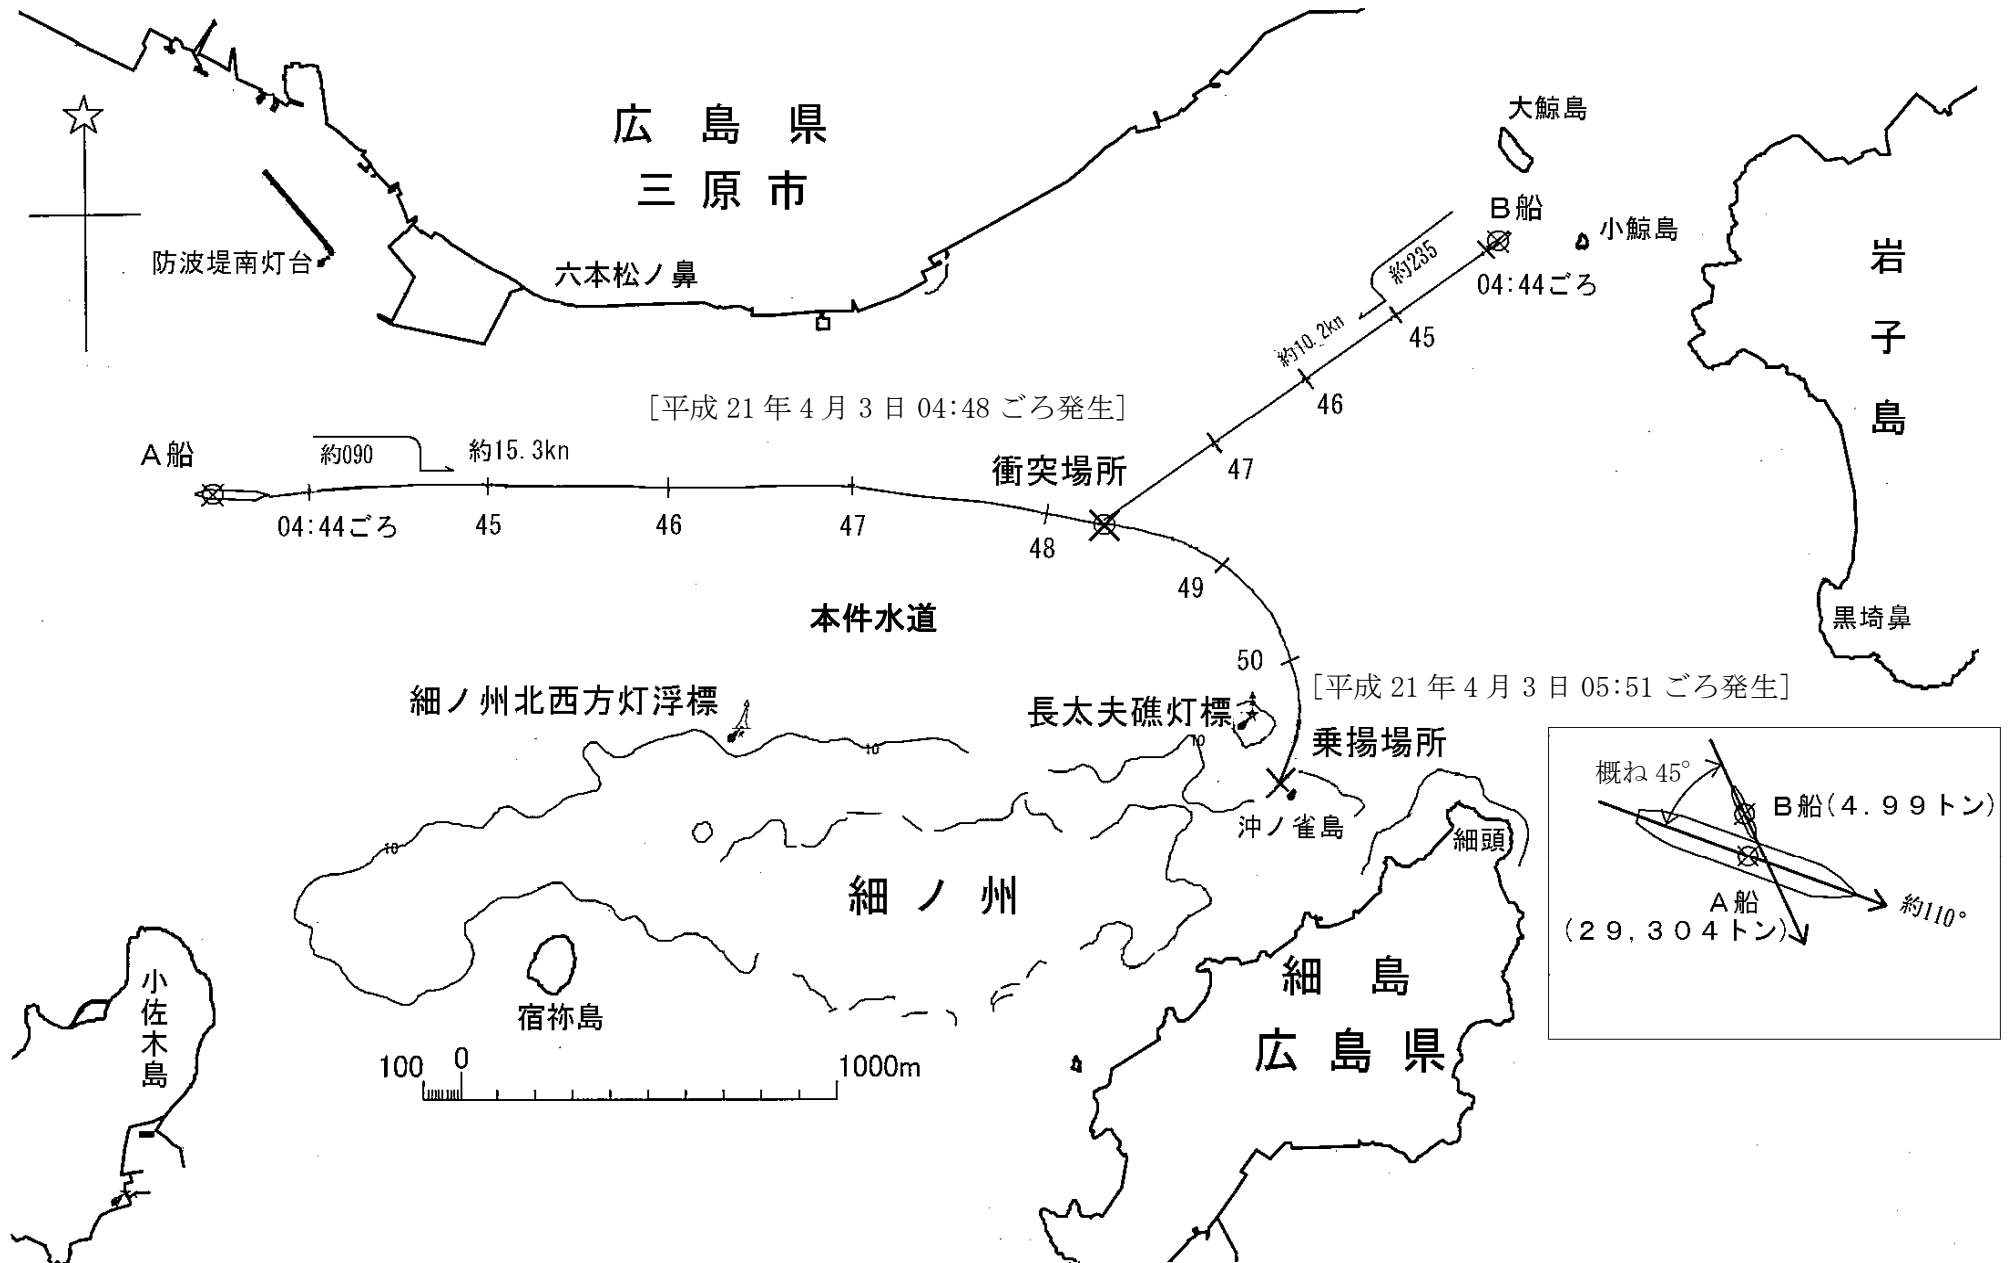 広島県
三原市
大鯨島
B船
小鯨島
04:44ごろ
岩子島
防波堤南灯台
六本松ノ鼻
約235
約10.2kn
45
46
47
[平成 21 年 4 月 3 日 04:48 ごろ発生]
A船
約090
約15.3kn
衝突場所
04:44ごろ
45
46
47
48
49
50
本件水道
黒埼鼻
[平成 21 年 4 月 3 日 05:51 ごろ発生]
細ノ州北西方灯浮標
長太夫礁灯標
乗揚場所
10
10
10
沖ノ雀島
細頭
細ノ州
概ね 45°
B船(4.99トン)
A船
(29,304トン)
約110°
小佐木島
宿祢島
細島
広島県
100
0
1000m